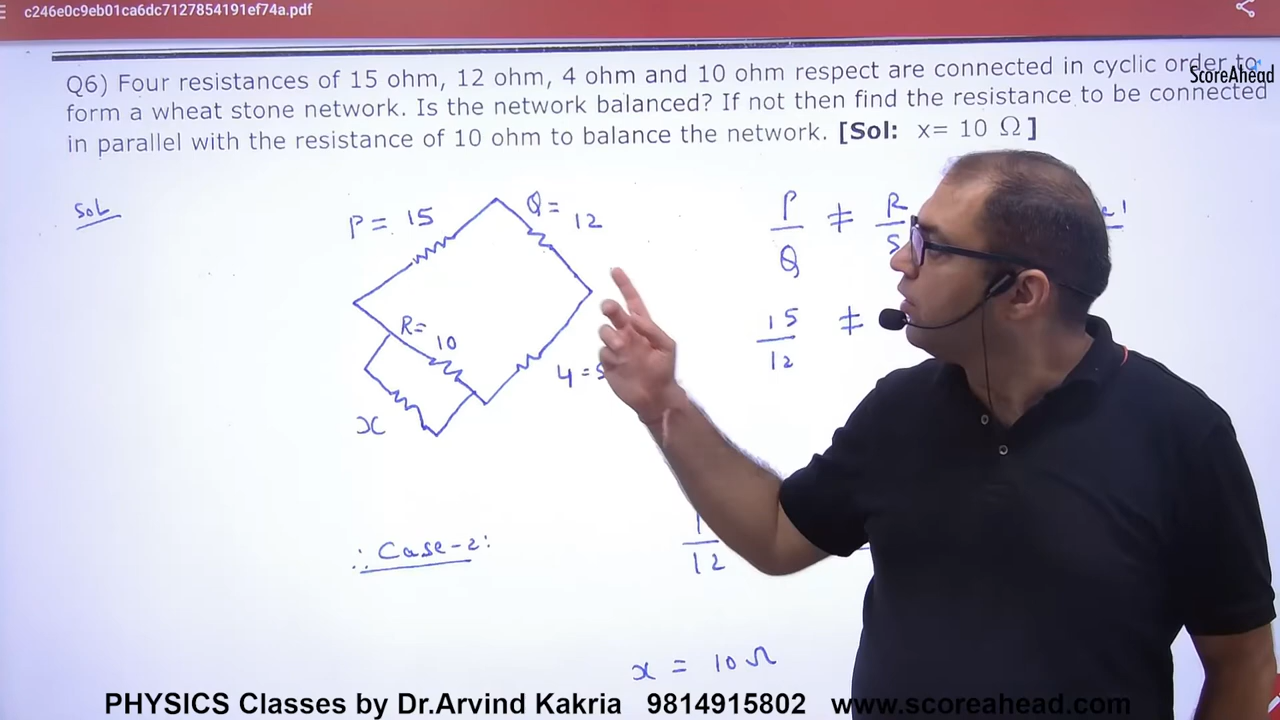 c246e0c9eb01ca6dc7127854191ef74a.pdf
ScoreAhead
Q6) Four resistances of 15 ohm, 12 ohm, 4 ohm and 10 ohm respect are connected in cyclic order to
form a wheat stone network. Is the network balanced? If not then find the resistance to be connected
in parallel with the resistance of 10 ohm to balance the network. [Sol: x= 10 Ω ]
Sol
P = 15
Q = 12
R = 10
4 = S
x
P/Q ≠ R/S
15/12 ≠
∴ Case-2:
12
x = 10 Ω
PHYSICS Classes by Dr.Arvind Kakria 9814915802 www.scoreahead.com